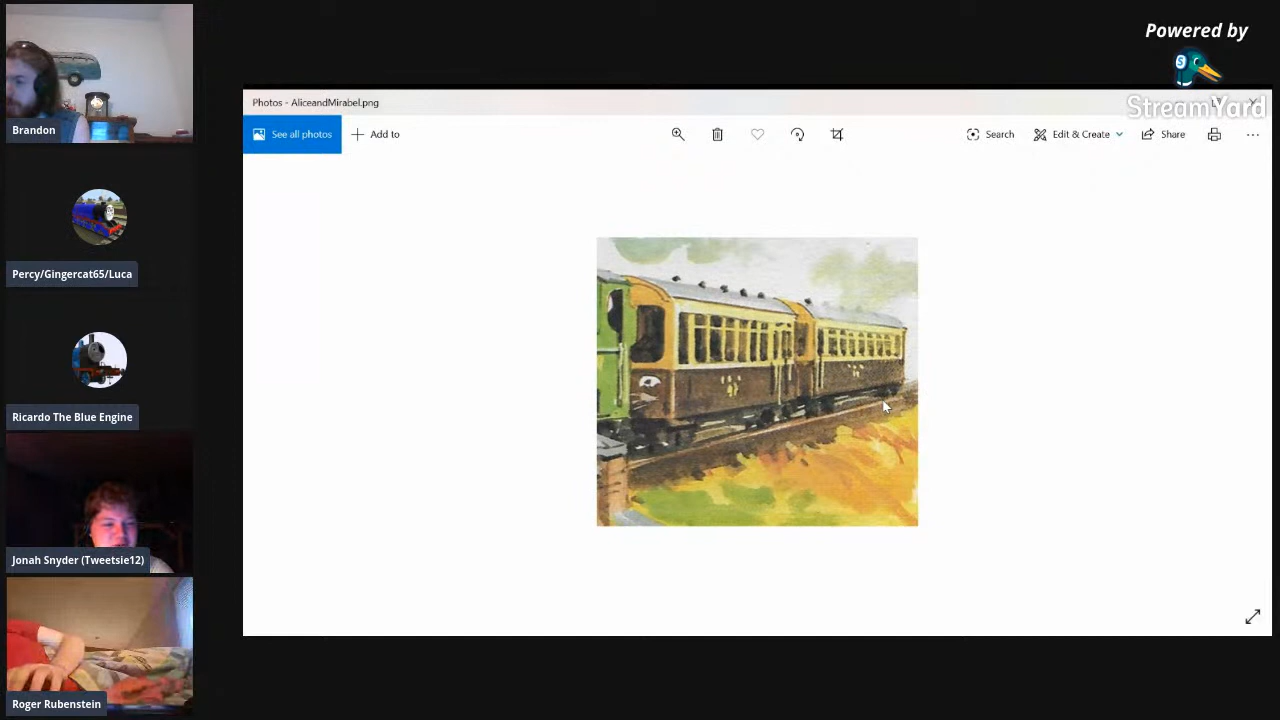 Powered by
StreamYard
Brandon
Percy/Gingercat65/Luca
Ricardo The Blue Engine
Jonah Snyder (Tweetsie12)
Roger Rubenstein
Photos - AliceandMirabel.png
See all photos
Add to
Search
Edit & Create
Share